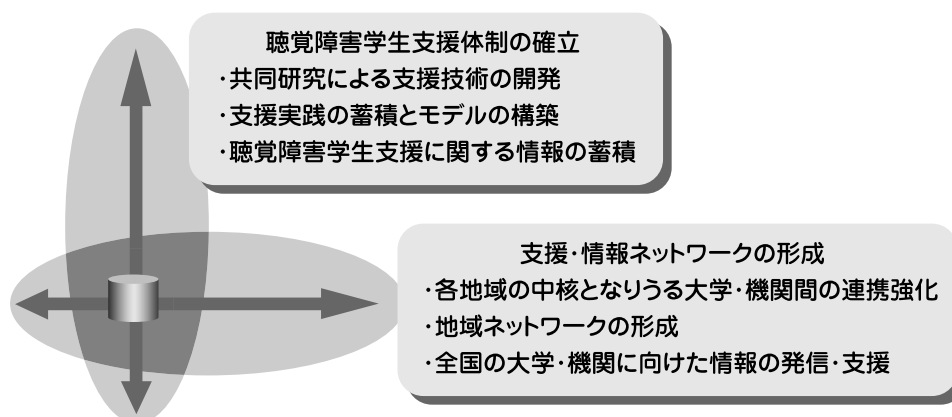 聴覚障害学生支援体制の確立
・共同研究による支援技術の開発
・支援実践の蓄積とモデルの構築
・聴覚障害学生支援に関する情報の蓄積
支援・情報ネットワークの形成
・各地域の中核となりうる大学・機関間の連携強化
・地域ネットワークの形成
・全国の大学・機関に向けた情報の発信・支援